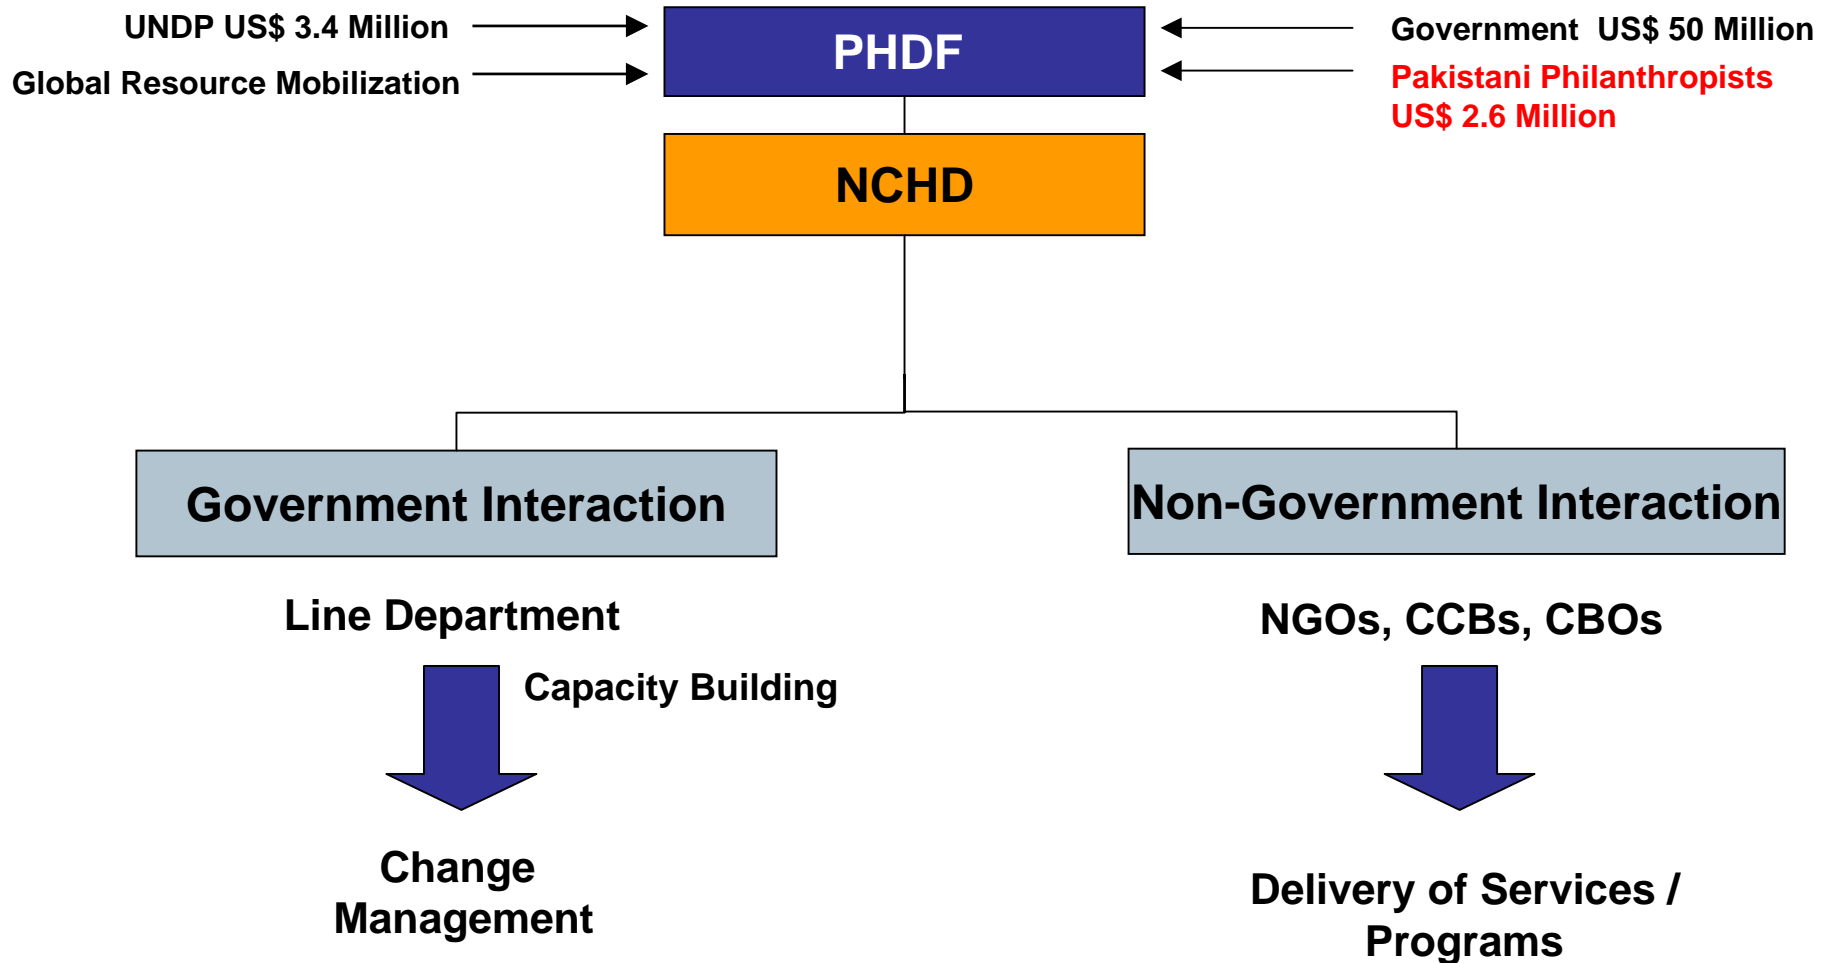 UNDP US$ 3.4 Million
Global Resource Mobilization
PHDF
Government  US$ 50 Million
Pakistani Philanthropists
US$ 2.6 Million
NCHD
Government Interaction
Non-Government Interaction
Line Department
NGOs, CCBs, CBOs
Capacity Building
Change
Management
Delivery of Services /
Programs